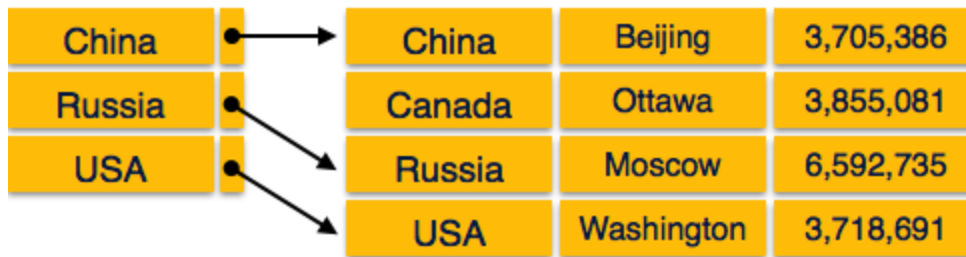 China China Beijing 3,705,386
Russia Canada Ottawa 3,855,081
USA Russia Moscow 6,592,735
USA Washington 3,718,691